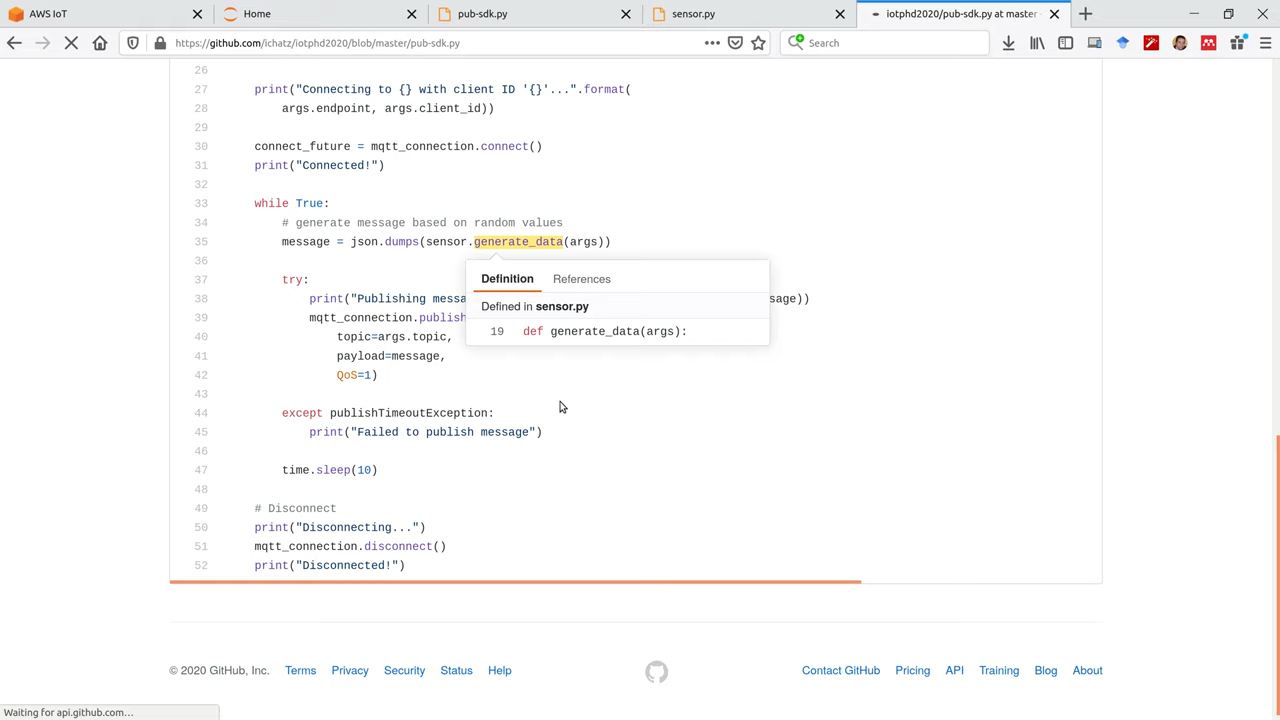 AWS IoT
Home
pub-sdk.py
sensor.py
iotphd2020/pub-sdk.py at master
https://github.com/ichatz/iotphd2020/blob/master/pub-sdk.py
Search
26
27 print("Connecting to {} with client ID '{}'...".format(
28 args.endpoint, args.client_id))
29
30 connect_future = mqtt_connection.connect()
31 print("Connected!")
32
33 while True:
34 # generate message based on random values
35 message = json.dumps(sensor.generate_data(args))
36
Definition References
37 try:
38 print("Publishing messa sage))
Defined in sensor.py
39 mqtt_connection.publish
19 def generate_data(args):
40 topic=args.topic,
41 payload=message,
42 QoS=1)
43
44 except publishTimeoutException:
45 print("Failed to publish message")
46
47 time.sleep(10)
48
49 # Disconnect
50 print("Disconnecting...")
51 mqtt_connection.disconnect()
52 print("Disconnected!")
© 2020 GitHub, Inc. Terms Privacy Security Status Help Contact GitHub Pricing API Training Blog About
Waiting for api.github.com...